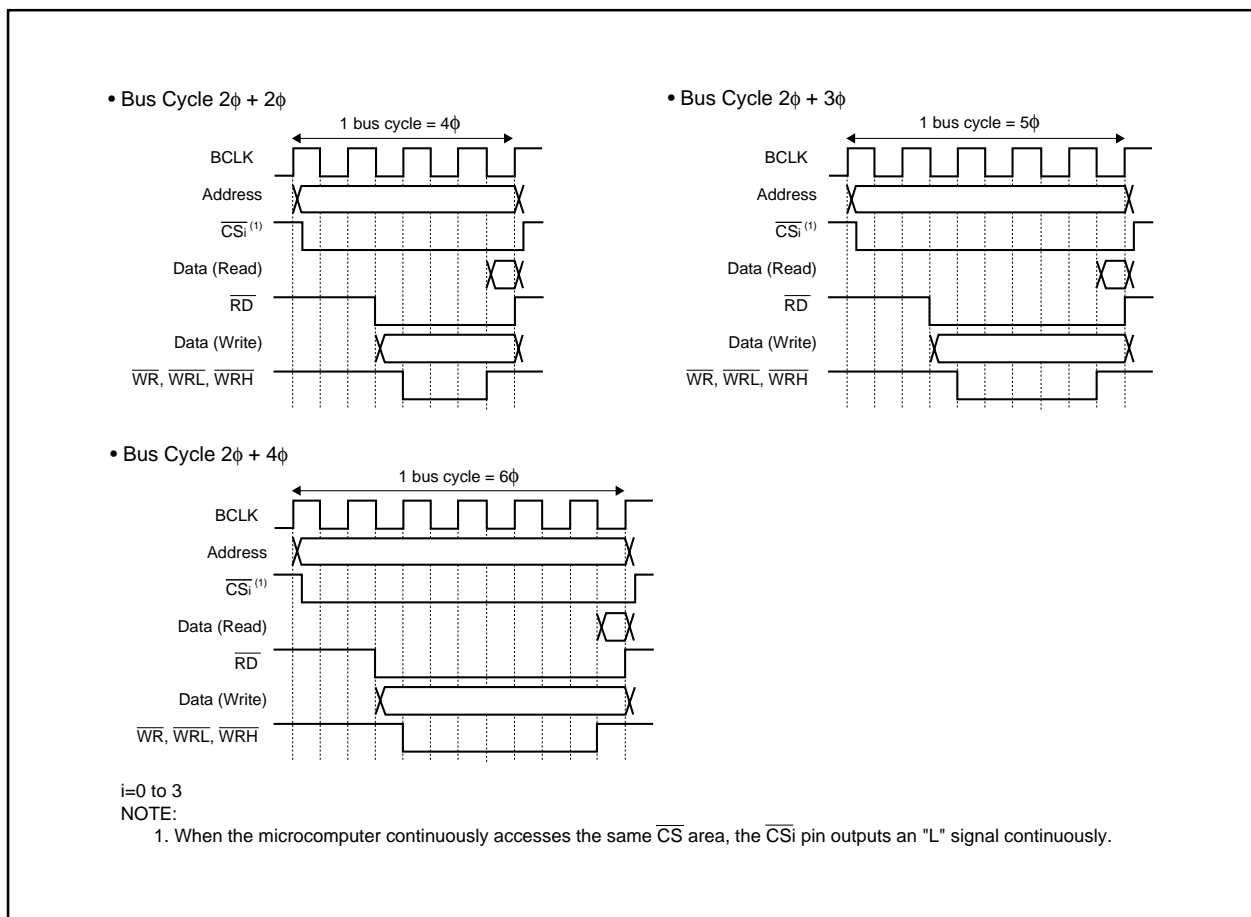 • Bus Cycle 2ϕ + 2ϕ
1 bus cycle = 4ϕ
BCLK
Address
CSi (1)
Data (Read)
RD
Data (Write)
WR, WRL, WRH
• Bus Cycle 2ϕ + 3ϕ
1 bus cycle = 5ϕ
BCLK
Address
CSi (1)
Data (Read)
RD
Data (Write)
WR, WRL, WRH
• Bus Cycle 2ϕ + 4ϕ
1 bus cycle = 6ϕ
BCLK
Address
CSi (1)
Data (Read)
RD
Data (Write)
WR, WRL, WRH
i=0 to 3
NOTE:
1. When the microcomputer continuously accesses the same CS area, the CSi pin outputs an "L" signal continuously.